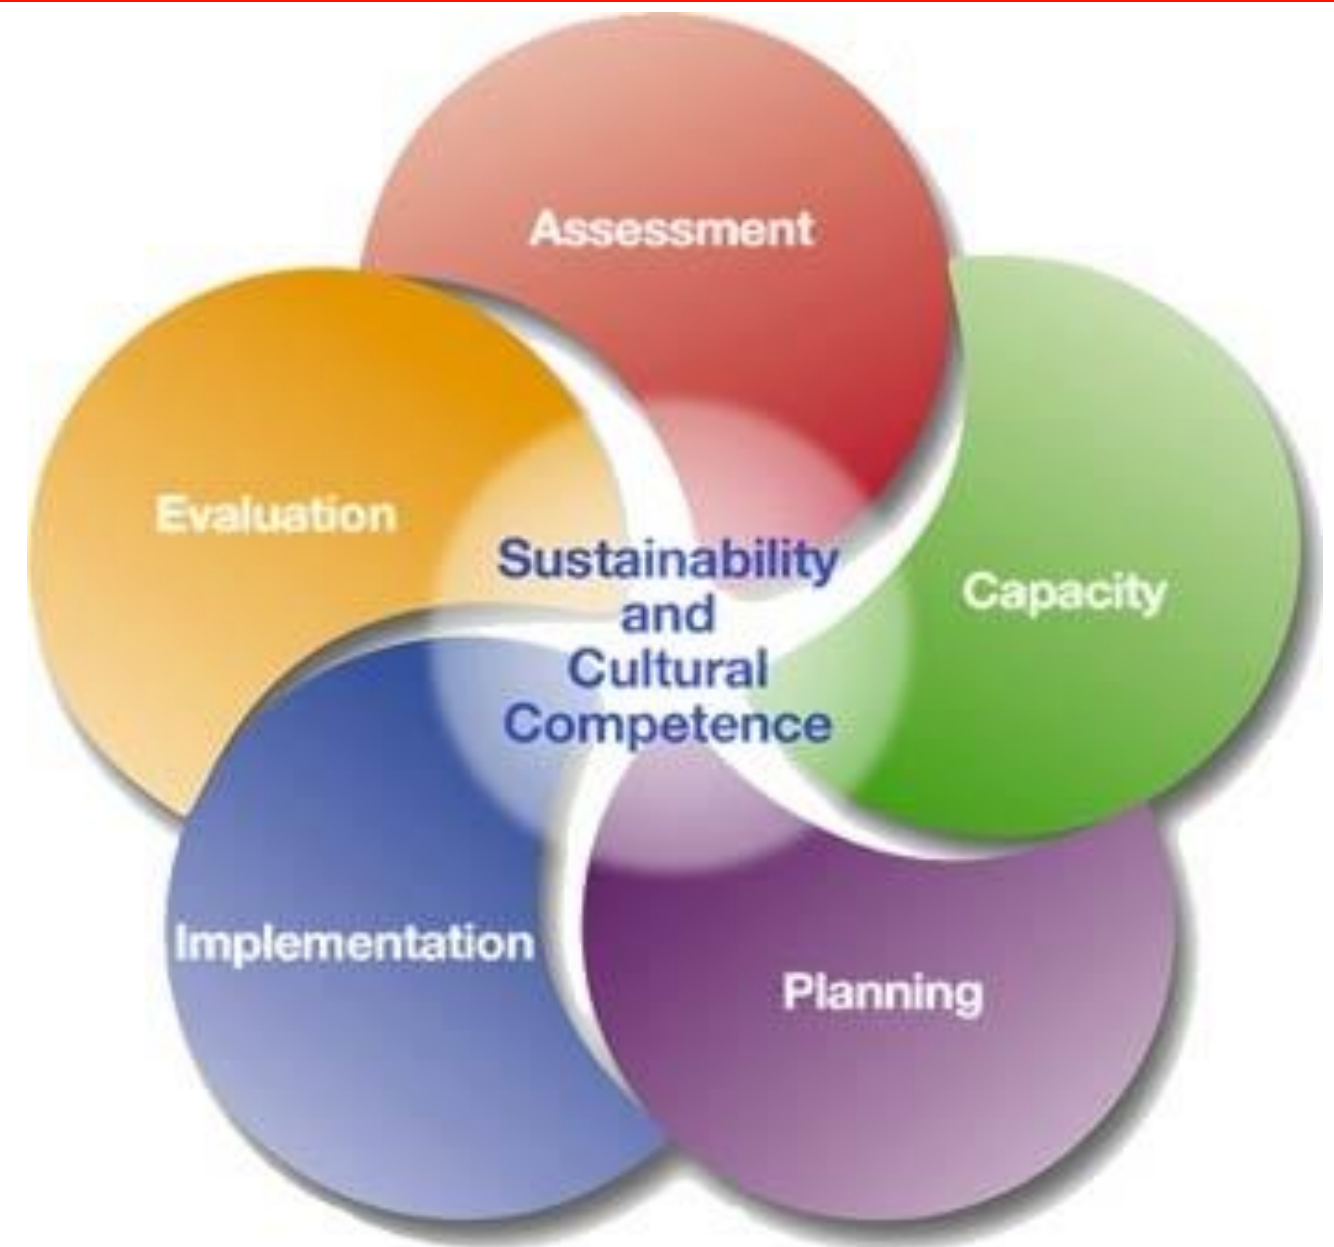 Assessment
Evaluation
Capacity
Sustainability
and
Cultural
Competence
Implementation
Planning